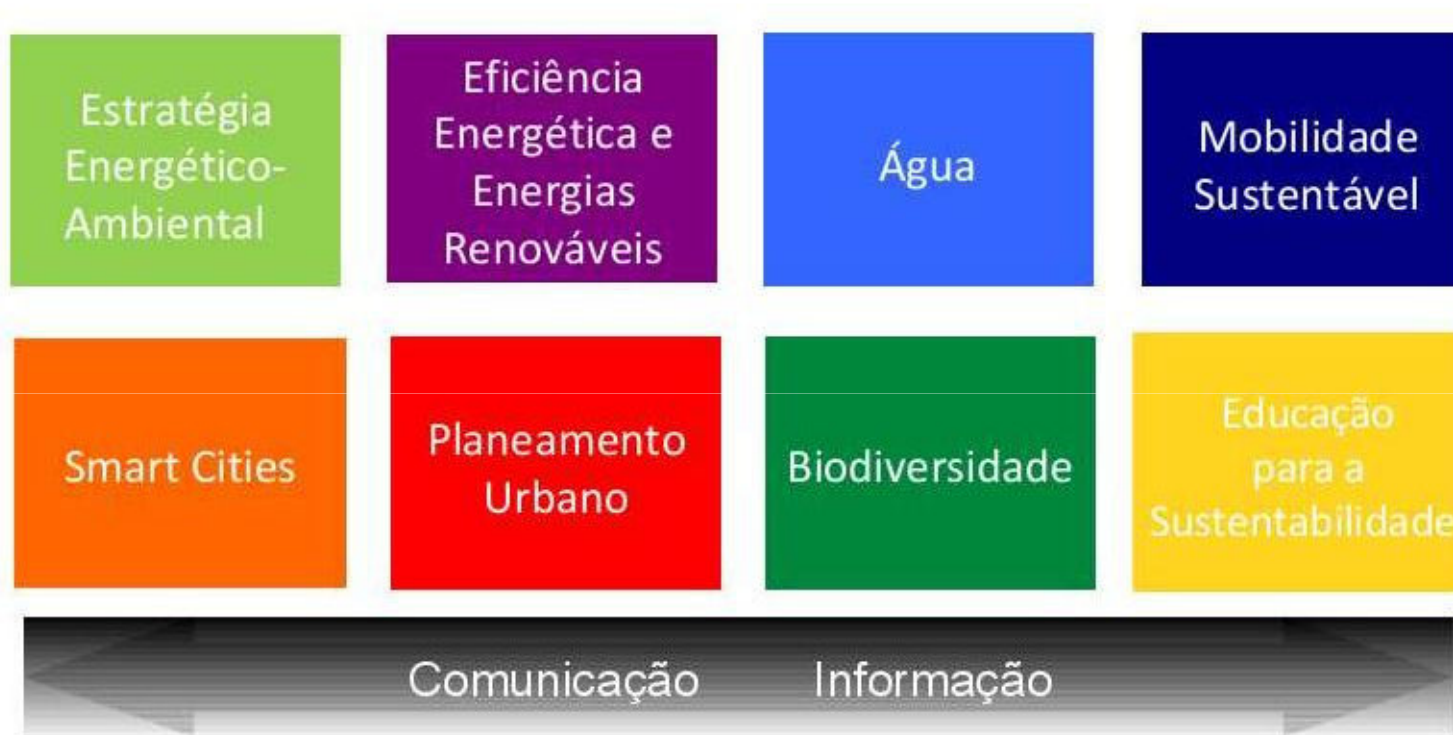 Estratégia
Energético-
Ambiental
Eficiência
Energética e
Energias
Renováveis
Água
Mobilidade
Sustentável
Smart Cities
Planeamento
Urbano
Biodiversidade
Educação
para a
Sustentabilidade
Comunicação Informação